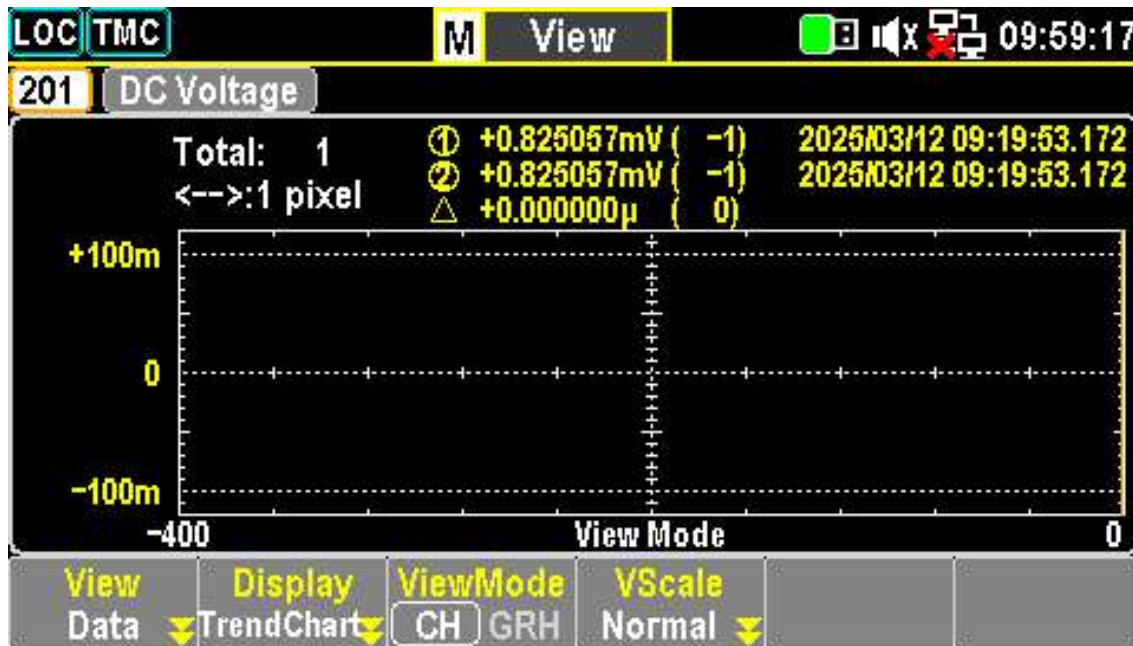 LOC TMC M View 09:59:17
201 DC Voltage
Total: 1 ① +0.825057mV ( -1) 2025/03/12 09:19:53.172
<-->:1 pixel ② +0.825057mV ( -1) 2025/03/12 09:19:53.172
△ +0.000000µ ( 0)
+100m
0
-100m
-400 View Mode 0
View Display ViewMode VScale
Data TrendChart CH GRH Normal